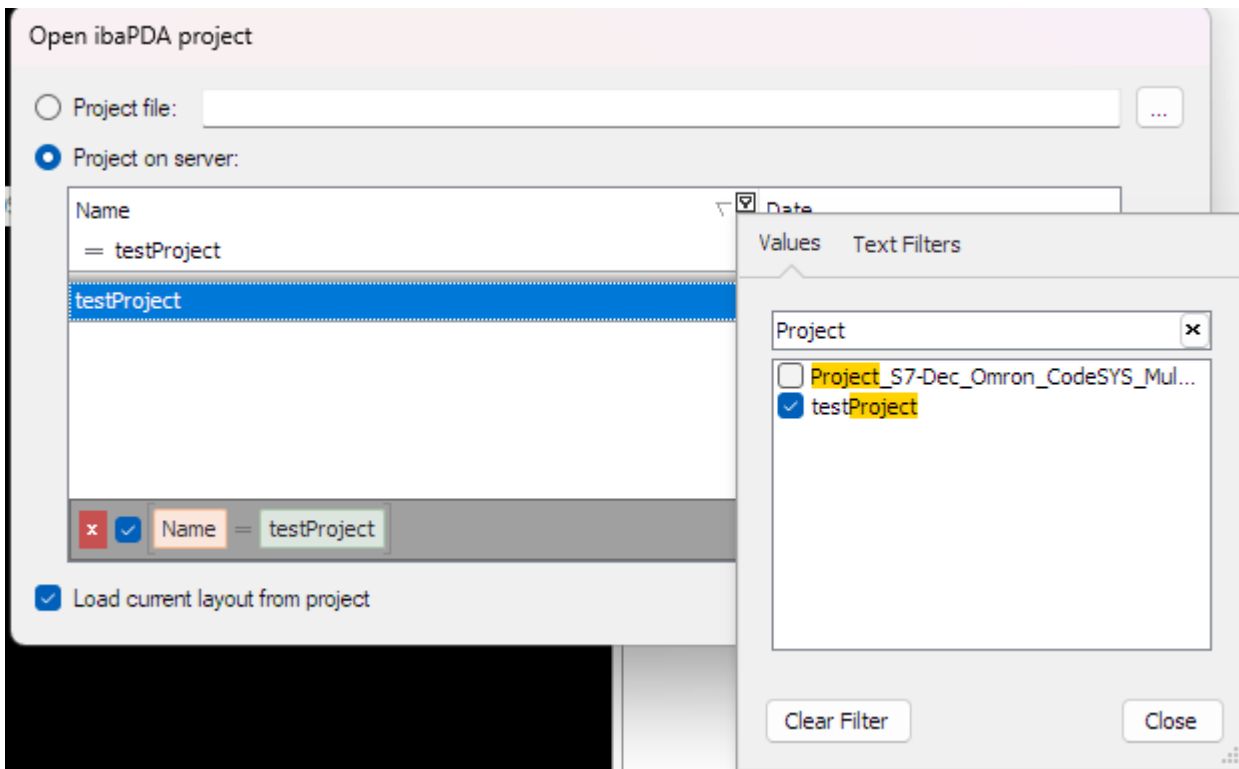 Open ibaPDA project
Project file:
...
Project on server:
Name
Date
= testProject
testProject
Name = testProject
Load current layout from project
Values Text Filters
Project
Project_S7-Dec_Omron_CodeSYS_Mul...
testProject
Clear Filter Close